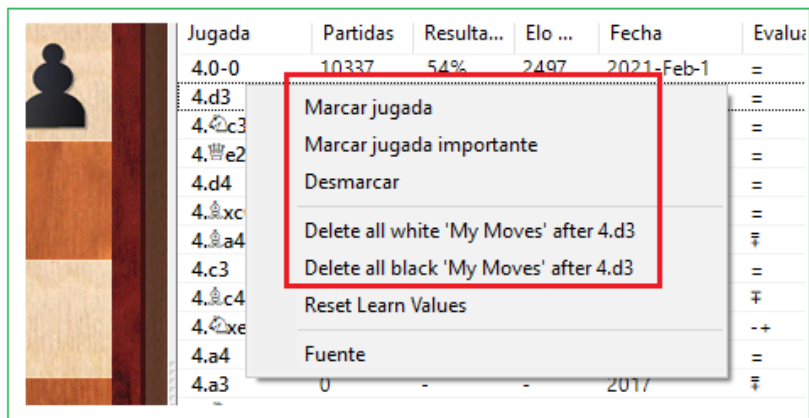 Jugada Partidas Resulta... Elo ... Fecha Evalua
4.0-0 10337 54% 2497 2021-Feb-1 =
4.d3 =
4.♘c3 =
4.♕e2 =
4.d4 =
4.♗xc =
4.♗a4 ∓
4.c3 =
4.♗c4 ∓
4.♘xe -+
4.a4 =
4.a3 0 - - 2017 ∓
Marcar jugada
Marcar jugada importante
Desmarcar
Delete all white 'My Moves' after 4.d3
Delete all black 'My Moves' after 4.d3
Reset Learn Values
Fuente